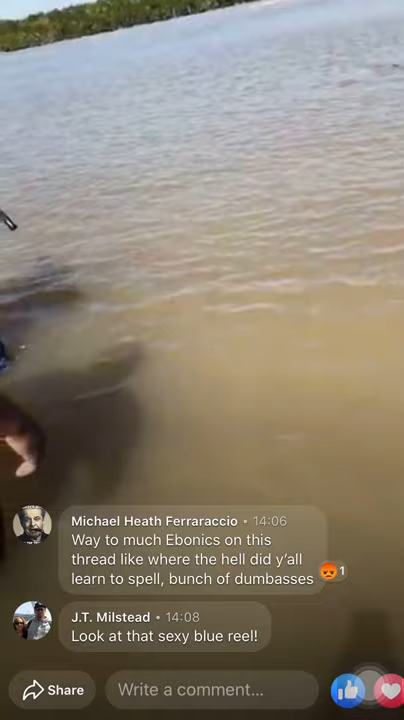 Michael Heath Ferraraccio • 14:06
Way to much Ebonics on this
thread like where the hell did y'all
learn to spell, bunch of dumbasses
1
J.T. Milstead • 14:08
Look at that sexy blue reel!
Share
Write a comment...